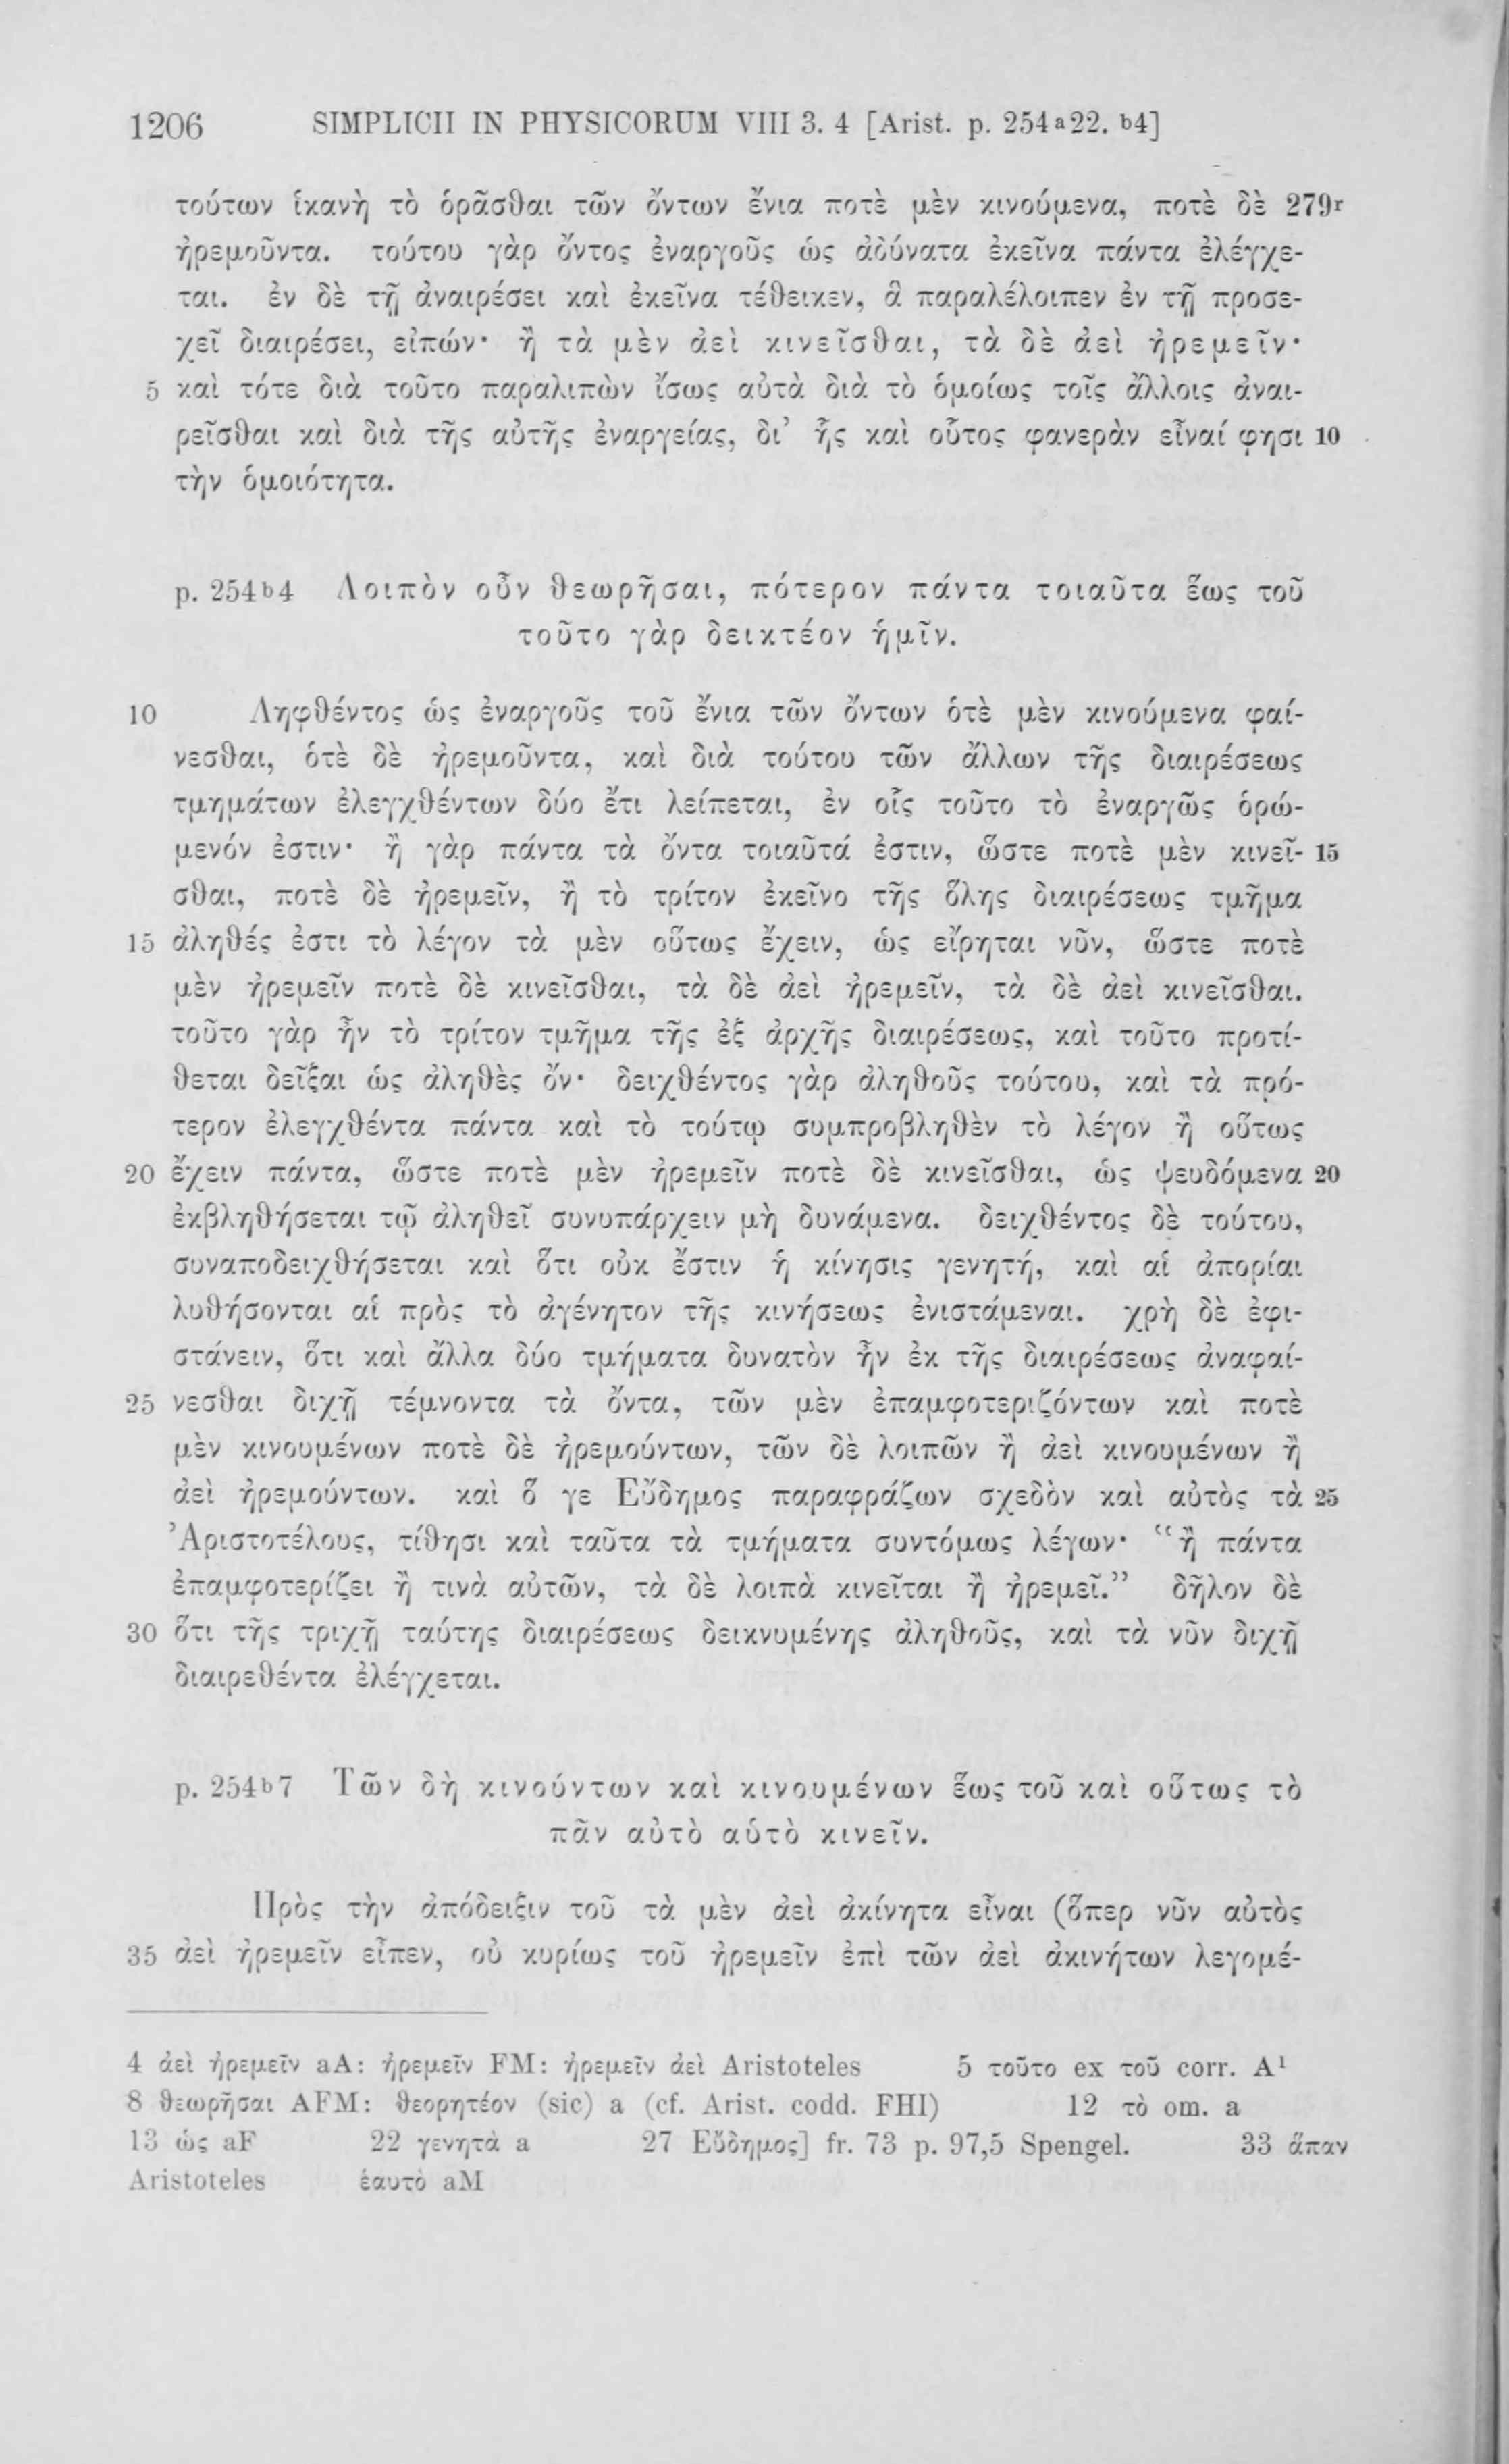 1206 SIMPLICII IN PHYSICORUM VIII 3. 4 [Arist. p. 254a22. b4]
τούτων ἱκανὴ τὸ ὁρᾶσθαι τῶν ὄντων ἔνια ποτὲ μὲν κινούμενα, ποτὲ δὲ 279r
ἠρεμοῦντα. τούτου γὰρ ὄντος ἐναργοῦς ὡς ἀδύνατα ἐκεῖνα πάντα ἐλέγχε-
ται. ἐν δὲ τῇ ἀναιρέσει καὶ ἐκεῖνα τέθεικεν, ἃ παραλέλοιπεν ἐν τῇ προσε-
χεῖ διαιρέσει, εἰπών· ἢ τὰ μὲν ἀεὶ κινεῖσθαι, τὰ δὲ ἀεὶ ἠρεμεῖν·
5 καὶ τότε διὰ τοῦτο παραλιπὼν ἴσως αὐτὰ διὰ τὸ ὁμοίως τοῖς ἄλλοις ἀναι-
ρεῖσθαι καὶ διὰ τῆς αὐτῆς ἐναργείας, δι’ ἧς καὶ οὗτος φανερὰν εἶναί φησι 10
τὴν ὁμοιότητα.
p. 254b4 Λοιπὸν οὖν θεωρῆσαι, πότερον πάντα τοιαῦτα ἕως τοῦ
τοῦτο γὰρ δεικτέον ἡμῖν.
10 Ληφθέντος ὡς ἐναργοῦς τοῦ ἔνια τῶν ὄντων ὁτὲ μὲν κινούμενα φαί-
νεσθαι, ὁτὲ δὲ ἠρεμοῦντα, καὶ διὰ τούτου τῶν ἄλλων τῆς διαιρέσεως
τμημάτων ἐλεγχθέντων δύο ἔτι λείπεται, ἐν οἷς τοῦτο τὸ ἐναργῶς ὁρώ-
μενόν ἐστιν· ἢ γὰρ πάντα τὰ ὄντα τοιαῦτά ἐστιν, ὥστε ποτὲ μὲν κινεῖ- 15
σθαι, ποτὲ δὲ ἠρεμεῖν, ἢ τὸ τρίτον ἐκεῖνο τῆς ὅλης διαιρέσεως τμῆμα
15 ἀληθές ἐστι τὸ λέγον τὰ μὲν οὕτως ἔχειν, ὡς εἴρηται νῦν, ὥστε ποτὲ
μὲν ἠρεμεῖν ποτὲ δὲ κινεῖσθαι, τὰ δὲ ἀεὶ ἠρεμεῖν, τὰ δὲ ἀεὶ κινεῖσθαι.
τοῦτο γὰρ ἦν τὸ τρίτον τμῆμα τῆς ἐξ ἀρχῆς διαιρέσεως, καὶ τοῦτο προτί-
θεται δεῖξαι ὡς ἀληθὲς ὄν· δειχθέντος γὰρ ἀληθοῦς τούτου, καὶ τὰ πρό-
τερον ἐλεγχθέντα πάντα καὶ τὸ τούτῳ συμπροβληθὲν τὸ λέγον ἢ οὕτως
20 ἔχειν πάντα, ὥστε ποτὲ μὲν ἠρεμεῖν ποτὲ δὲ κινεῖσθαι, ὡς ψευδόμενα 20
ἐκβληθήσεται τῷ ἀληθεῖ συνυπάρχειν μὴ δυνάμενα. δειχθέντος δὲ τούτου,
συναποδειχθήσεται καὶ ὅτι οὐκ ἔστιν ἡ κίνησις γενητή, καὶ αἱ ἀπορίαι
λυθήσονται αἱ πρὸς τὸ ἀγένητον τῆς κινήσεως ἐνιστάμεναι. χρὴ δὲ ἐφι-
στάνειν, ὅτι καὶ ἄλλα δύο τμήματα δυνατὸν ἦν ἐκ τῆς διαιρέσεως ἀναφαί-
25 νεσθαι διχῇ τέμνοντα τὰ ὄντα, τῶν μὲν ἐπαμφοτεριζόντων καὶ ποτὲ
μὲν κινουμένων ποτὲ δὲ ἠρεμούντων, τῶν δὲ λοιπῶν ἢ ἀεὶ κινουμένων ἢ
ἀεὶ ἠρεμούντων. καὶ ὅ γε Εὔδημος παραφράζων σχεδὸν καὶ αὐτὸς τὰ 25
Ἀριστοτέλους, τίθησι καὶ ταῦτα τὰ τμήματα συντόμως λέγων· “ἢ πάντα
ἐπαμφοτερίζει ἢ τινὰ αὐτῶν, τὰ δὲ λοιπὰ κινεῖται ἢ ἠρεμεῖ.” δῆλον δὲ
30 ὅτι τῆς τριχῇ ταύτης διαιρέσεως δεικνυμένης ἀληθοῦς, καὶ τὰ νῦν διχῇ
διαιρεθέντα ἐλέγχεται.
p. 254b7 Τῶν δὴ κινούντων καὶ κινουμένων ἕως τοῦ καὶ οὕτως τὸ
πᾶν αὐτὸ αὑτὸ κινεῖν.
Πρὸς τὴν ἀπόδειξιν τοῦ τὰ μὲν ἀεὶ ἀκίνητα εἶναι (ὅπερ νῦν αὐτὸς
35 ἀεὶ ἠρεμεῖν εἶπεν, οὐ κυρίως τοῦ ἠρεμεῖν ἐπὶ τῶν ἀεὶ ἀκινήτων λεγομέ-
4 ἀεὶ ἠρεμεῖν aA: ἠρεμεῖν FM: ἠρεμεῖν ἀεὶ Aristoteles 5 τοῦτο ex τοῦ corr. A¹
8 θεωρῆσαι AFM: θεορητέον (sic) a (cf. Arist. codd. FHI) 12 τὸ om. a
13 ὡς aF 22 γενητὰ a 27 Εὔδημος] fr. 73 p. 97,5 Spengel. 33 ἅπαν
Aristoteles ἑαυτὸ aM